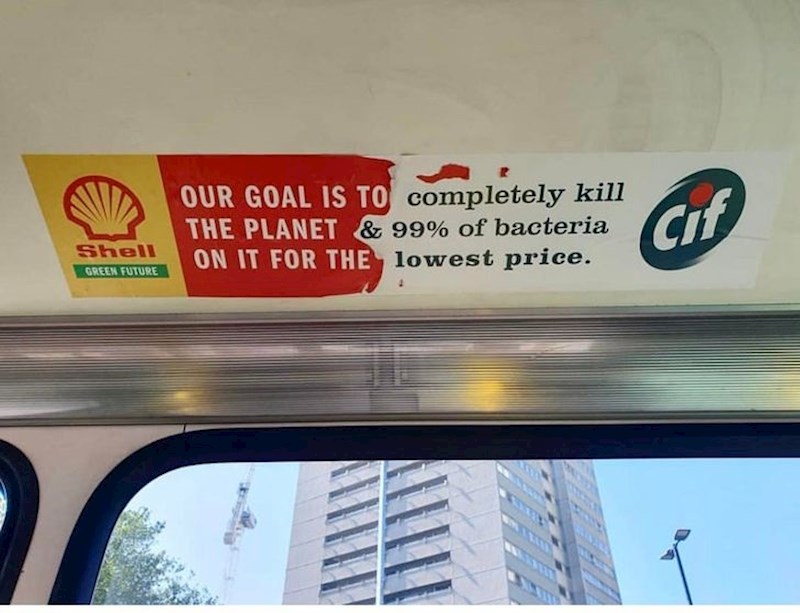 Shell
GREEN FUTURE
OUR GOAL IS TO completely kill
THE PLANET & 99% of bacteria
ON IT FOR THE lowest price.
Cif